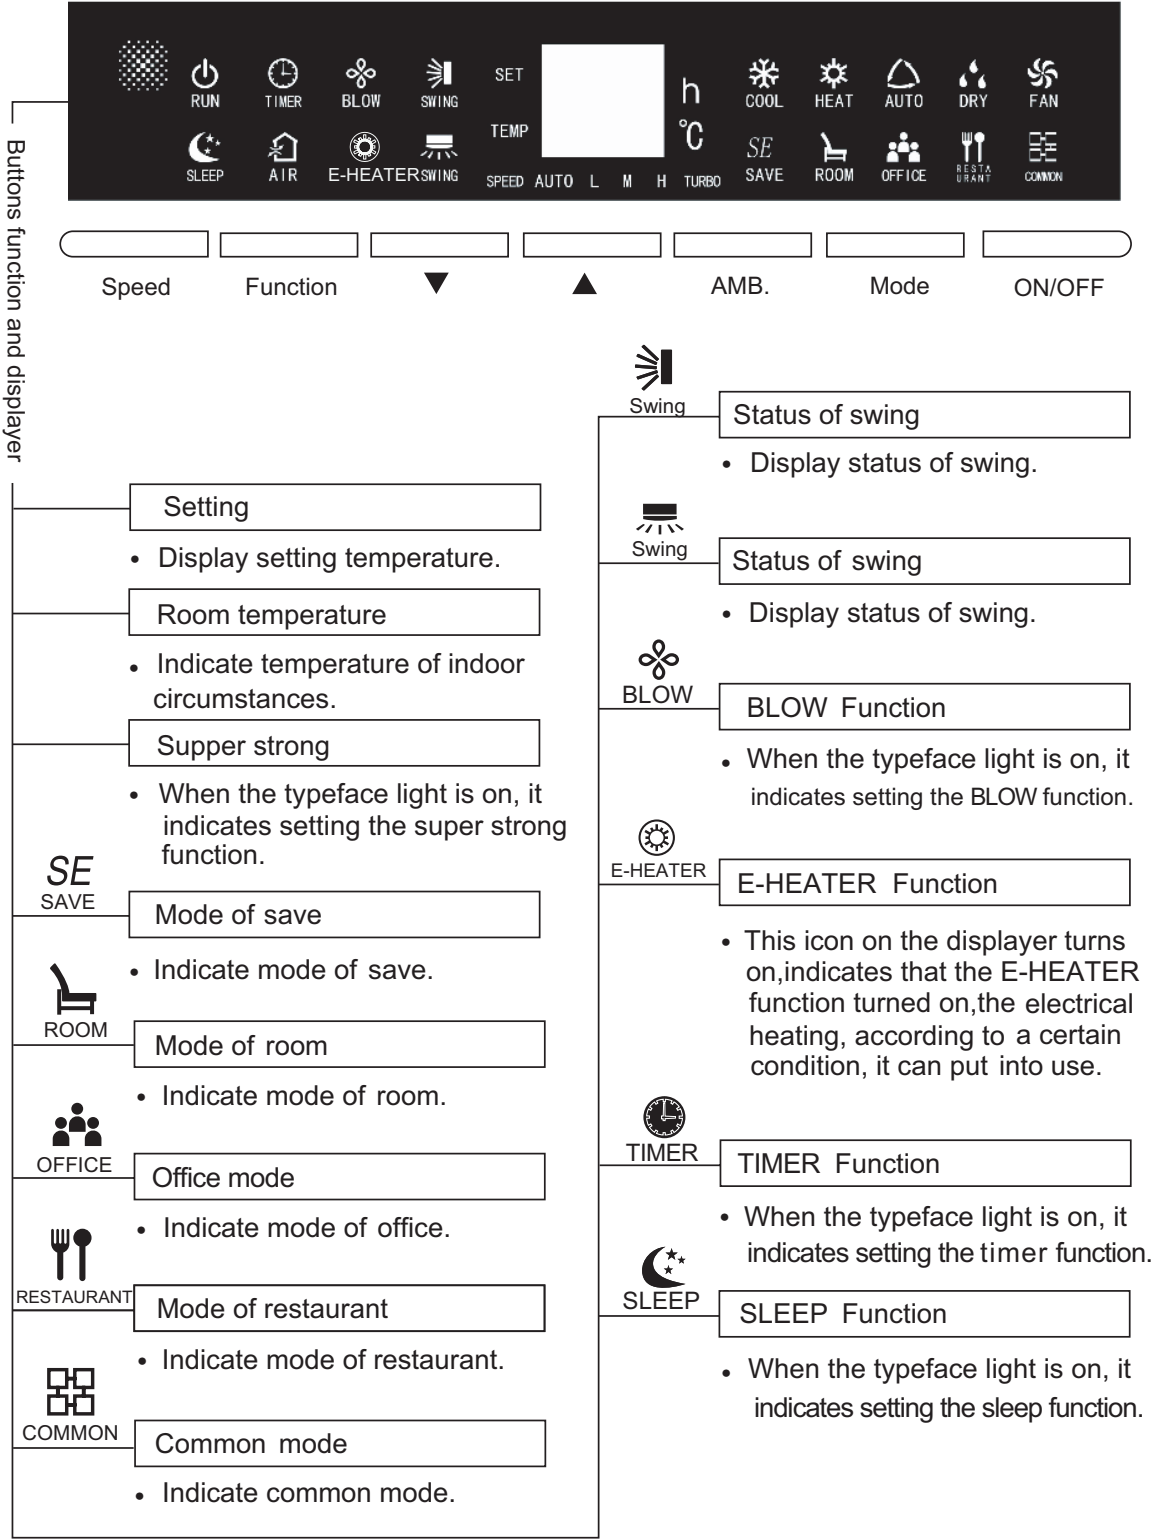 RUN TIMER BLOW SWING SET h COOL HEAT AUTO DRY FAN
TEMP °C
SLEEP AIR E-HEATER SWING SPEED AUTO L M H TURBO SE SAVE ROOM OFFICE RESTA
URANT COMMON
Speed Function ▼ ▲ AMB. Mode ON/OFF
Buttons function and displayer
Setting
• Display setting temperature.
Room temperature
• Indicate temperature of indoor
circumstances.
Supper strong
• When the typeface light is on, it
indicates setting the super strong
function.
SE
SAVE
Mode of save
• Indicate mode of save.
ROOM
Mode of room
• Indicate mode of room.
OFFICE
Office mode
• Indicate mode of office.
RESTAURANT
Mode of restaurant
• Indicate mode of restaurant.
COMMON
Common mode
• Indicate common mode.
Swing
Status of swing
• Display status of swing.
Swing
Status of swing
• Display status of swing.
BLOW
BLOW Function
• When the typeface light is on, it
indicates setting the BLOW function.
E-HEATER
E-HEATER Function
• This icon on the displayer turns
on,indicates that the E-HEATER
function turned on,the electrical
heating, according to a certain
condition, it can put into use.
TIMER
TIMER Function
• When the typeface light is on, it
indicates setting the timer function.
SLEEP
SLEEP Function
• When the typeface light is on, it
indicates setting the sleep function.